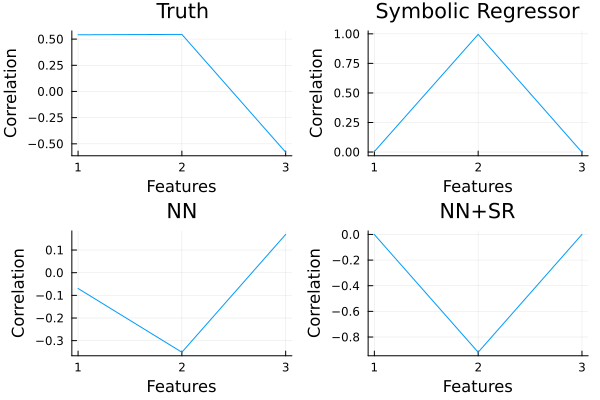 Truth
Correlation
0.50
0.25
0.00
−0.25
−0.50
1 2 3
Features
Symbolic Regressor
Correlation
1.00
0.75
0.50
0.25
0.00
1 2 3
Features
NN
Correlation
0.1
0.0
−0.1
−0.2
−0.3
1 2 3
Features
NN+SR
Correlation
0.0
−0.2
−0.4
−0.6
−0.8
1 2 3
Features